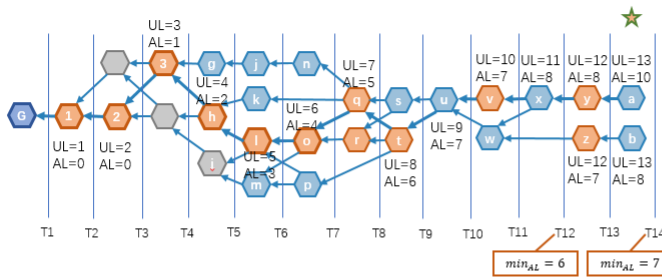 UL=3
AL=1
3
g
j
n
UL=4
AL=2
UL=7
AL=5
UL=10
AL=7
UL=11
AL=8
UL=12
AL=8
UL=13
AL=10
G
1
2
h
k
q
s
u
v
x
y
a
UL=6
AL=4
UL=1
AL=0
UL=2
AL=0
i
l
o
r
t
w
z
b
UL=5
AL=3
m
p
UL=8
AL=6
UL=9
AL=7
UL=12
AL=7
UL=13
AL=8
T1 T2 T3 T4 T5 T6 T7 T8 T9 T10 T11 T12 T13 T14
min_AL = 6
min_AL = 7